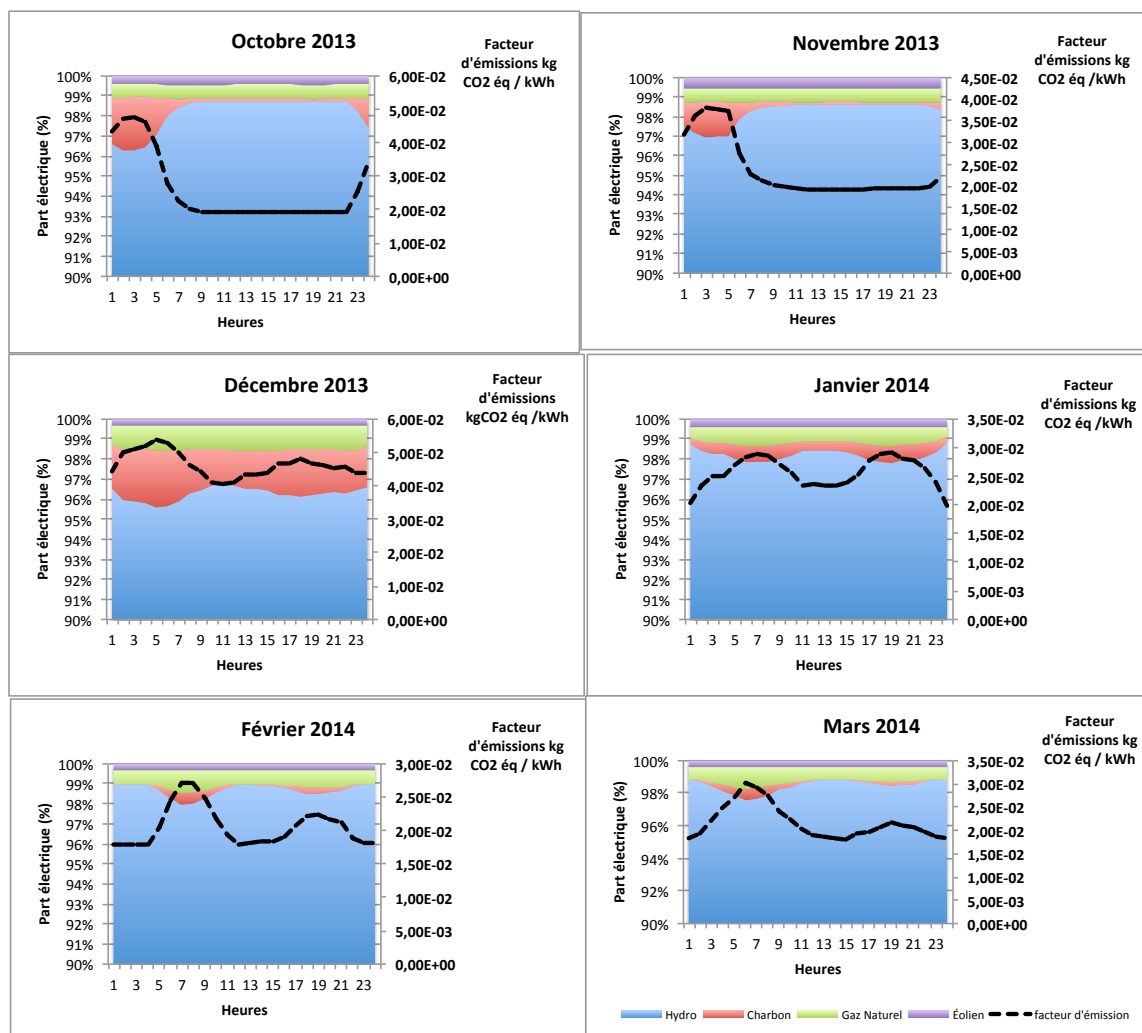 Octobre 2013
Facteur
d'émissions kg
CO2 éq / kWh
Part électrique (%)
100%
99%
98%
97%
96%
95%
94%
93%
92%
91%
90%
6,00E-02
5,00E-02
4,00E-02
3,00E-02
2,00E-02
1,00E-02
0,00E+00
1 3 5 7 9 11 13 15 17 19 21 23
Heures
Novembre 2013
Facteur
d'émissions kg
CO2 éq /kWh
Part électrique (%)
100%
99%
98%
97%
96%
95%
94%
93%
92%
91%
90%
4,50E-02
4,00E-02
3,50E-02
3,00E-02
2,50E-02
2,00E-02
1,50E-02
1,00E-02
5,00E-03
0,00E+00
1 3 5 7 9 11 13 15 17 19 21 23
Heures
Décembre 2013
Facteur
d'émissions
kgCO2 éq /kWh
Part électrique (%)
100%
99%
98%
97%
96%
95%
94%
93%
92%
91%
90%
6,00E-02
5,00E-02
4,00E-02
3,00E-02
2,00E-02
1,00E-02
0,00E+00
1 3 5 7 9 11 13 15 17 19 21 23
Heures
Janvier 2014
Facteur
d'émissions kg
CO2 éq /kWh
Part électrique (%)
100%
99%
98%
97%
96%
95%
94%
93%
92%
91%
90%
3,50E-02
3,00E-02
2,50E-02
2,00E-02
1,50E-02
1,00E-02
5,00E-03
0,00E+00
1 3 5 7 9 11 13 15 17 19 21 23
Heures
Février 2014
Facteur
d'émissions kg
CO2 éq / kWh
Part électrique (%)
100%
99%
98%
97%
96%
95%
94%
93%
92%
91%
90%
3,00E-02
2,50E-02
2,00E-02
1,50E-02
1,00E-02
5,00E-03
0,00E+00
1 3 5 7 9 11 13 15 17 19 21 23
Heures
Mars 2014
Facteur
d'émissions kg
CO2 éq / kWh
Part électrique (%)
100%
98%
96%
94%
92%
90%
3,50E-02
3,00E-02
2,50E-02
2,00E-02
1,50E-02
1,00E-02
5,00E-03
0,00E+00
1 3 5 7 9 11 13 15 17 19 21 23
Heures
Hydro Charbon Gaz Naturel Éolien facteur d'émission